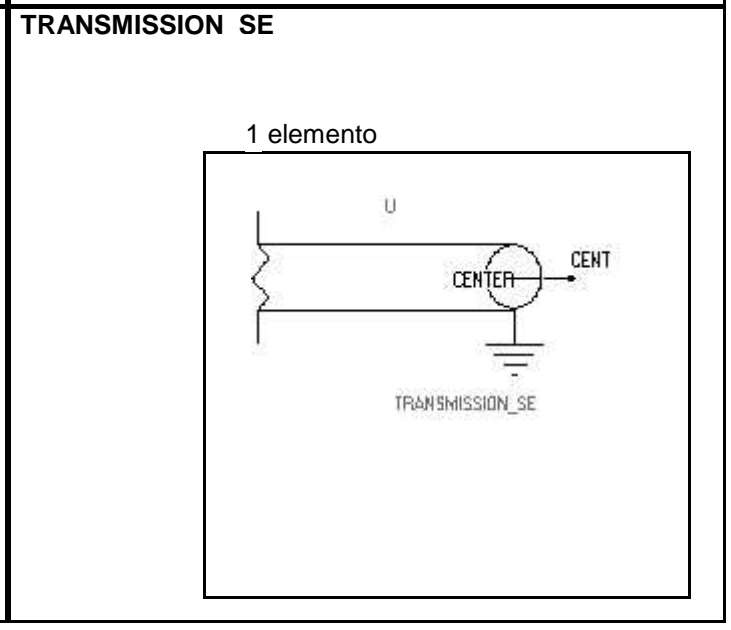 TRANSMISSION SE
1 elemento
U
CENT
CENTER
TRANSMISSION_SE